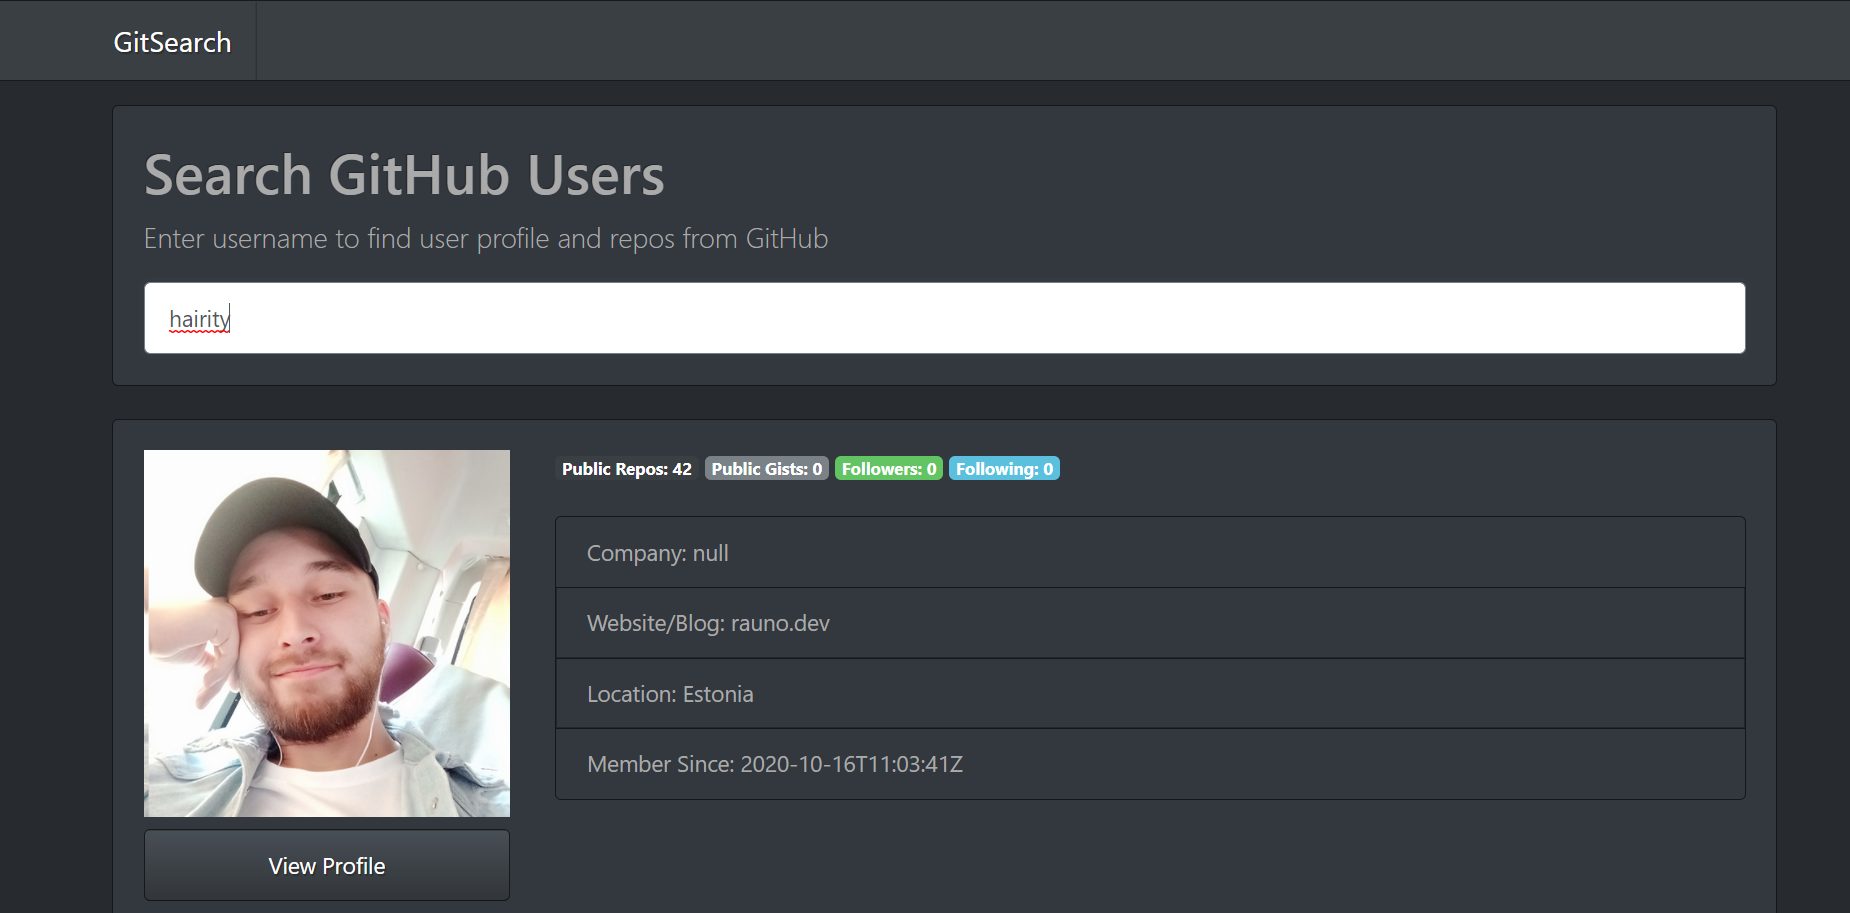 GitSearch
Search GitHub Users
Enter username to find user profile and repos from GitHub
hairity
Public Repos: 42 Public Gists: 0 Followers: 0 Following: 0
Company: null
Website/Blog: rauno.dev
Location: Estonia
Member Since: 2020-10-16T11:03:41Z
View Profile